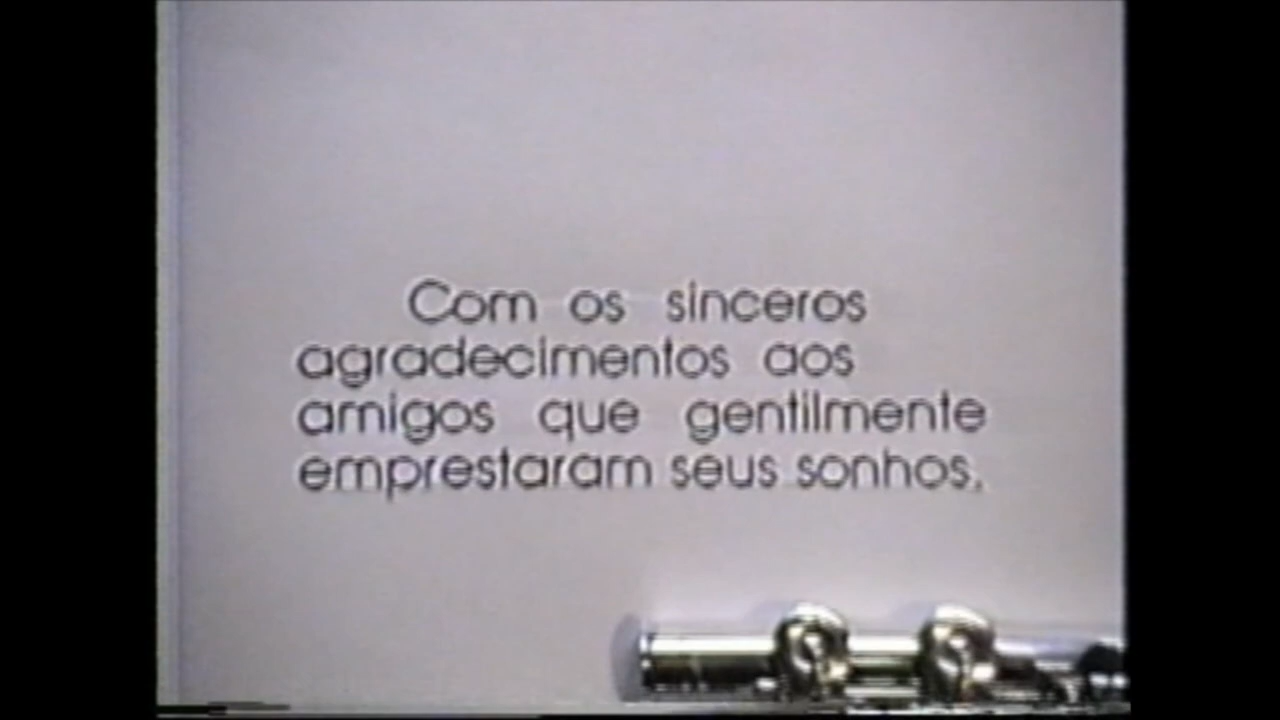 Com os sinceros
agradecimentos aos
amigos que gentilmente
emprestaram seus sonhos.